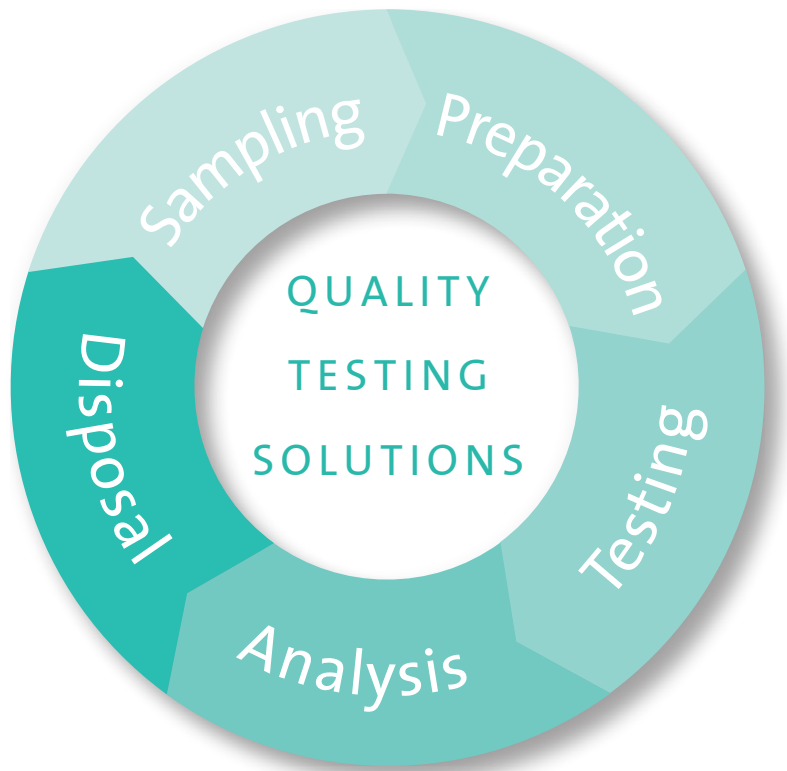 Sampling
Preparation
Testing
Analysis
Disposal
QUALITY
TESTING
SOLUTIONS